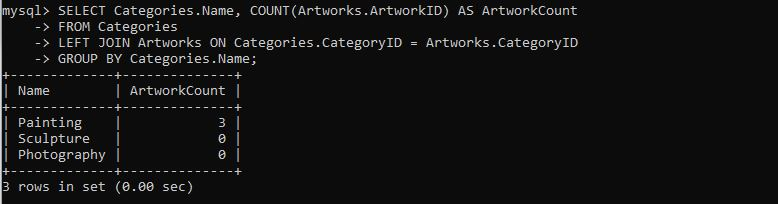 mysql> SELECT Categories.Name, COUNT(Artworks.ArtworkID) AS ArtworkCount
    -> FROM Categories
    -> LEFT JOIN Artworks ON Categories.CategoryID = Artworks.CategoryID
    -> GROUP BY Categories.Name;
+-------------+--------------+
| Name        | ArtworkCount |
+-------------+--------------+
| Painting    |            3 |
| Sculpture   |            0 |
| Photography |            0 |
+-------------+--------------+
3 rows in set (0.00 sec)